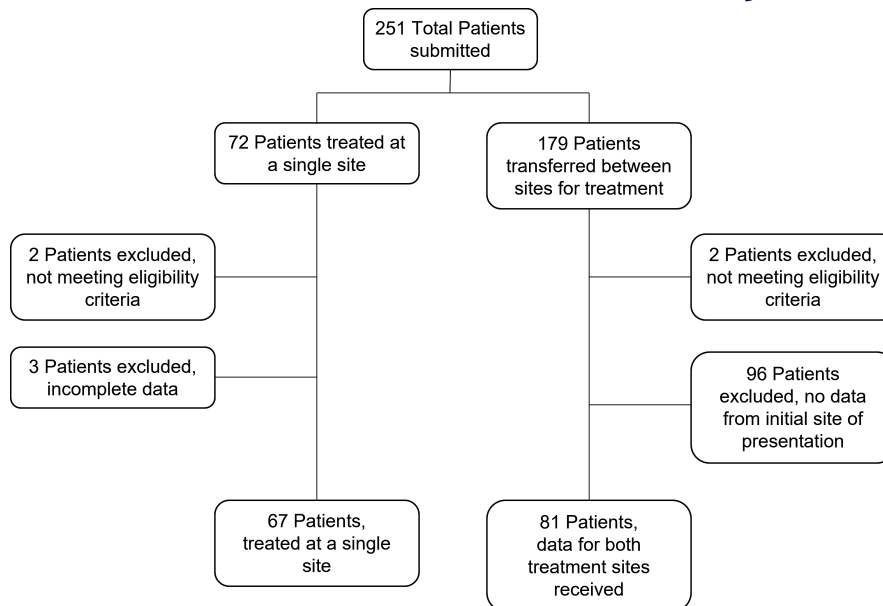 251 Total Patients
submitted
72 Patients treated at
a single site
179 Patients
transferred between
sites for treatment
2 Patients excluded,
not meeting eligibility
criteria
2 Patients excluded,
not meeting eligibility
criteria
3 Patients excluded,
incomplete data
96 Patients
excluded, no data
from initial site of
presentation
67 Patients,
treated at a single
site
81 Patients,
data for both
treatment sites
received